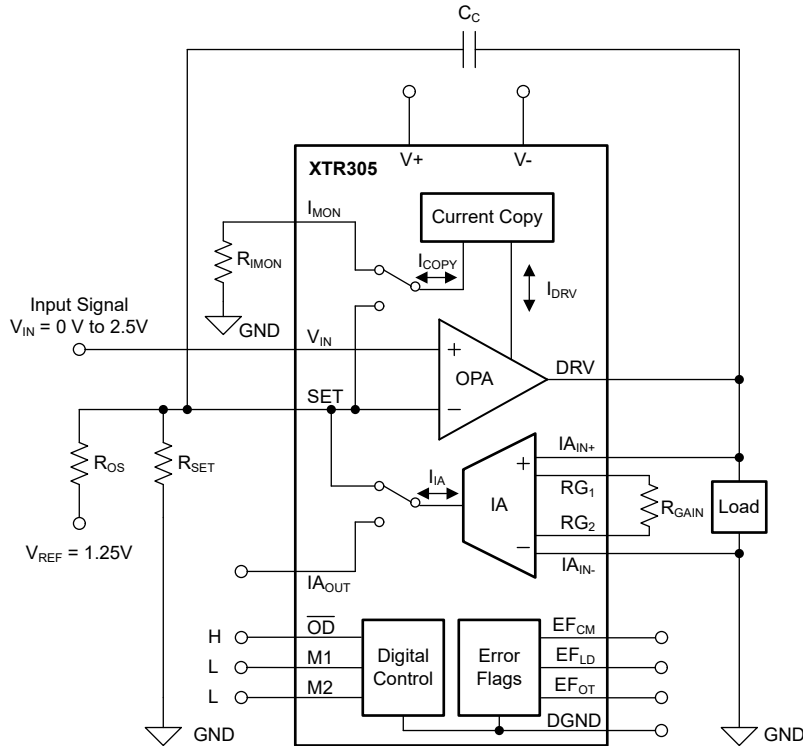 C_C
V+
V-
XTR305
I_MON
Current Copy
R_IMON
I_COPY
I_DRV
Input Signal
V_IN = 0 V to 2.5V
GND
V_IN
+
OPA
DRV
SET
−
R_OS
R_SET
I_IA
+
IA
IA_IN+
RG_1
R_GAIN
Load
RG_2
−
IA_IN-
V_REF = 1.25V
IA_OUT
H
O̅D̅
EF_CM
L
M1
Digital
Control
Error
Flags
EF_LD
L
M2
EF_OT
DGND
GND
GND